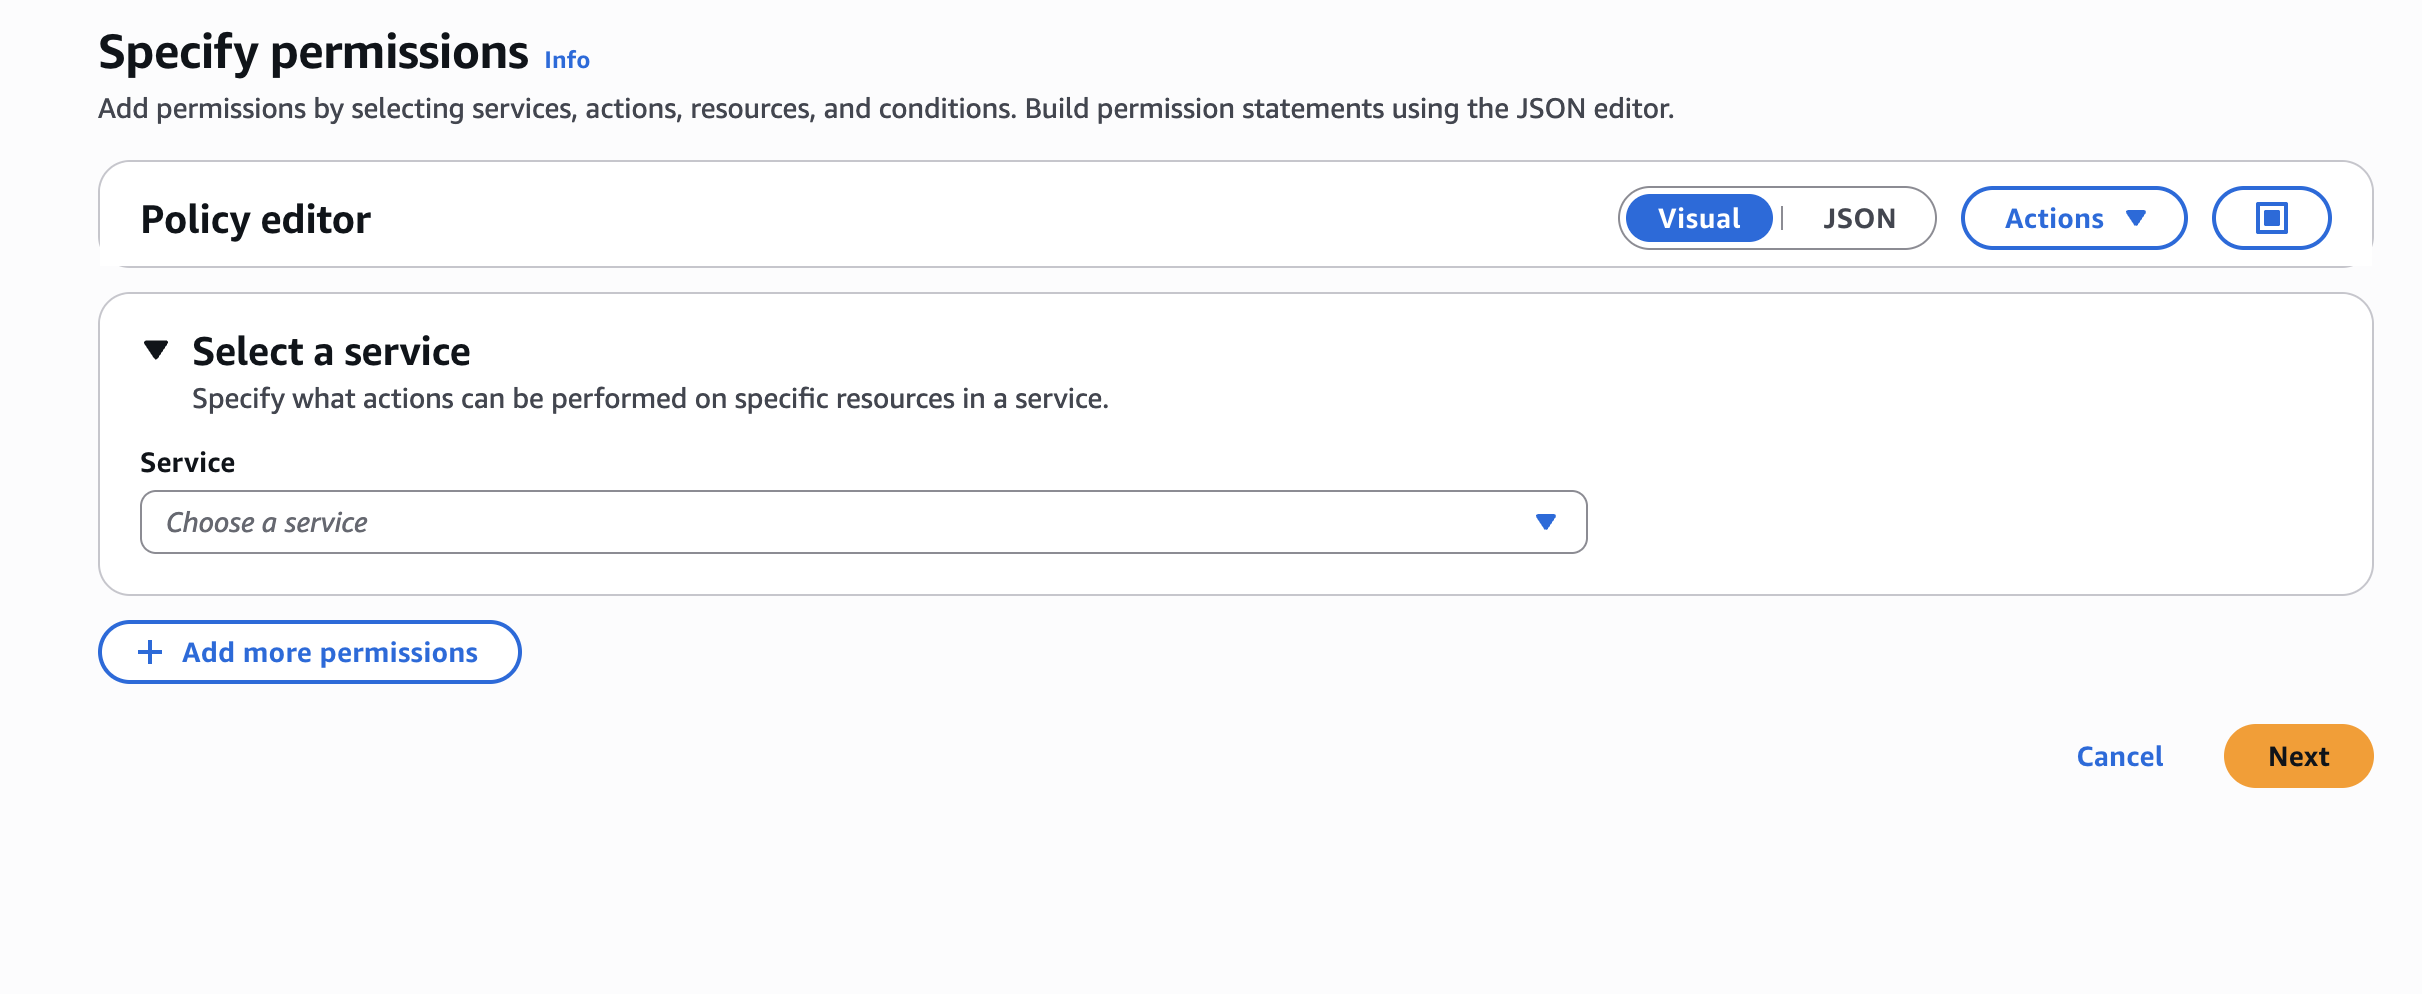 Specify permissions Info
Add permissions by selecting services, actions, resources, and conditions. Build permission statements using the JSON editor.
Policy editor
Visual | JSON
Actions
Select a service
Specify what actions can be performed on specific resources in a service.
Service
Choose a service
+ Add more permissions
Cancel
Next